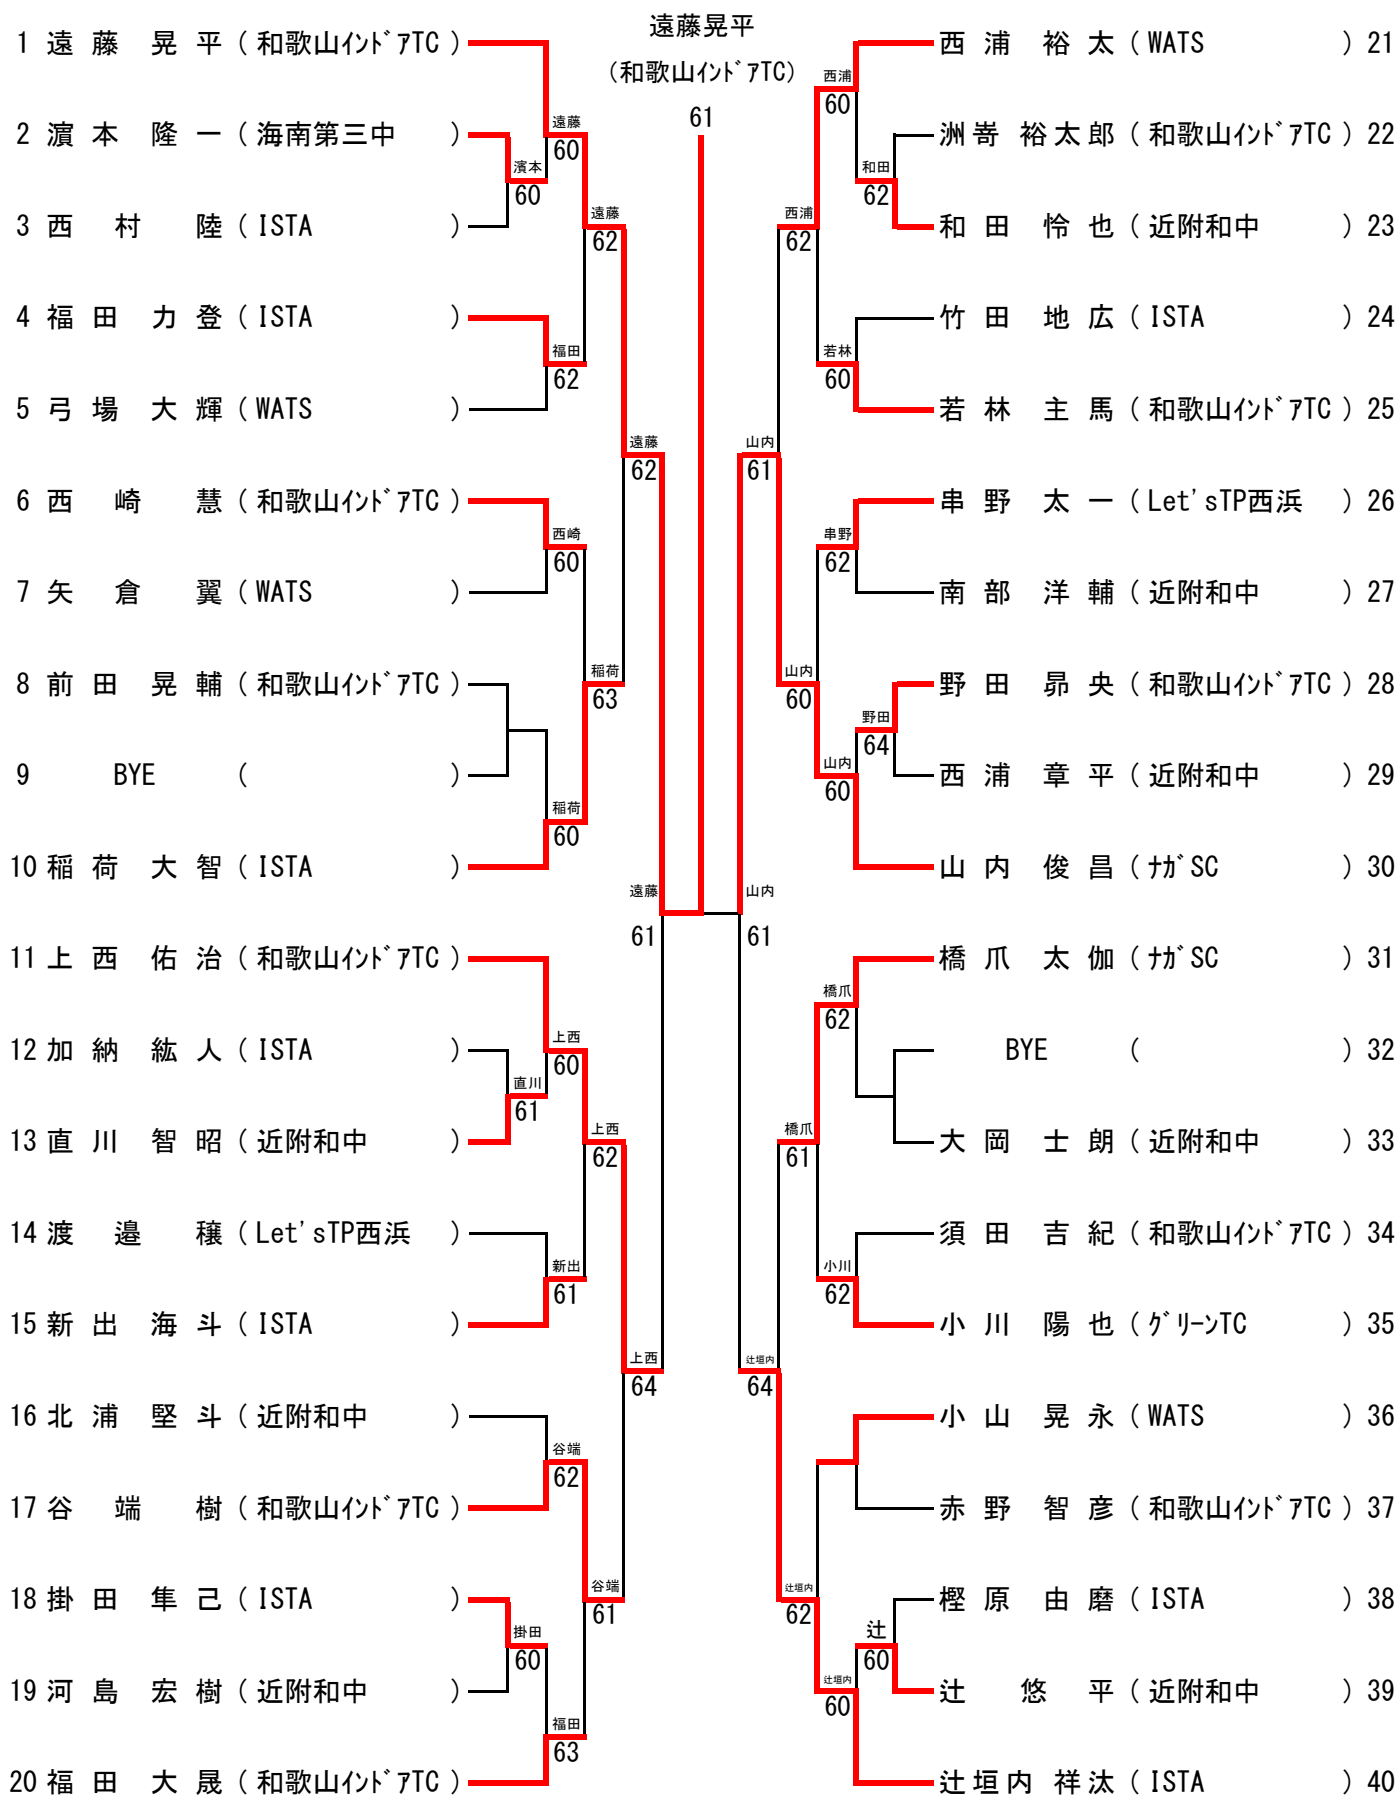 遠藤晃平
(和歌山ｲﾝﾄﾞｱTC)
61
1 遠藤 晃平 ( 和歌山ｲﾝﾄﾞｱTC )
2 濵本 隆一 ( 海南第三中 )
3 西村 陸 ( ISTA )
4 福田 力登 ( ISTA )
5 弓場 大輝 ( WATS )
6 西崎 慧 ( 和歌山ｲﾝﾄﾞｱTC )
7 矢倉 翼 ( WATS )
8 前田 晃輔 ( 和歌山ｲﾝﾄﾞｱTC )
9 BYE ( )
10 稲荷 大智 ( ISTA )
11 上西 佑治 ( 和歌山ｲﾝﾄﾞｱTC )
12 加納 紘人 ( ISTA )
13 直川 智昭 ( 近附和中 )
14 渡邉 穣 ( Let'sTP西浜 )
15 新出 海斗 ( ISTA )
16 北浦 堅斗 ( 近附和中 )
17 谷端 樹 ( 和歌山ｲﾝﾄﾞｱTC )
18 掛田 隼己 ( ISTA )
19 河島 宏樹 ( 近附和中 )
20 福田 大晟 ( 和歌山ｲﾝﾄﾞｱTC )
濱本
60
直川
61
掛田
60
遠藤
60
福田
62
西崎
60
稲荷
60
上西
60
新出
61
谷端
62
福田
63
遠藤
62
稲荷
63
上西
62
谷端
61
遠藤
62
上西
64
遠藤
61
山内
61
山内
61
辻垣内
64
西浦
62
山内
60
橋爪
61
辻垣内
62
西浦
60
若林
60
串野
62
山内
60
橋爪
62
小川
62
辻垣内
60
和田
62
野田
64
辻
60
西浦 裕太 ( WATS ) 21
洲嵜 裕太郎 ( 和歌山ｲﾝﾄﾞｱTC ) 22
和田 怜也 ( 近附和中 ) 23
竹田 地広 ( ISTA ) 24
若林 主馬 ( 和歌山ｲﾝﾄﾞｱTC ) 25
串野 太一 ( Let'sTP西浜 ) 26
南部 洋輔 ( 近附和中 ) 27
野田 昴央 ( 和歌山ｲﾝﾄﾞｱTC ) 28
西浦 章平 ( 近附和中 ) 29
山内 俊昌 ( ﾅｶﾞSC ) 30
橋爪 太伽 ( ﾅｶﾞSC ) 31
BYE ( ) 32
大岡 士朗 ( 近附和中 ) 33
須田 吉紀 ( 和歌山ｲﾝﾄﾞｱTC ) 34
小川 陽也 ( ｸﾞﾘｰﾝTC ) 35
小山 晃永 ( WATS ) 36
赤野 智彦 ( 和歌山ｲﾝﾄﾞｱTC ) 37
樫原 由磨 ( ISTA ) 38
辻 悠平 ( 近附和中 ) 39
辻垣内 祥汰 ( ISTA ) 40